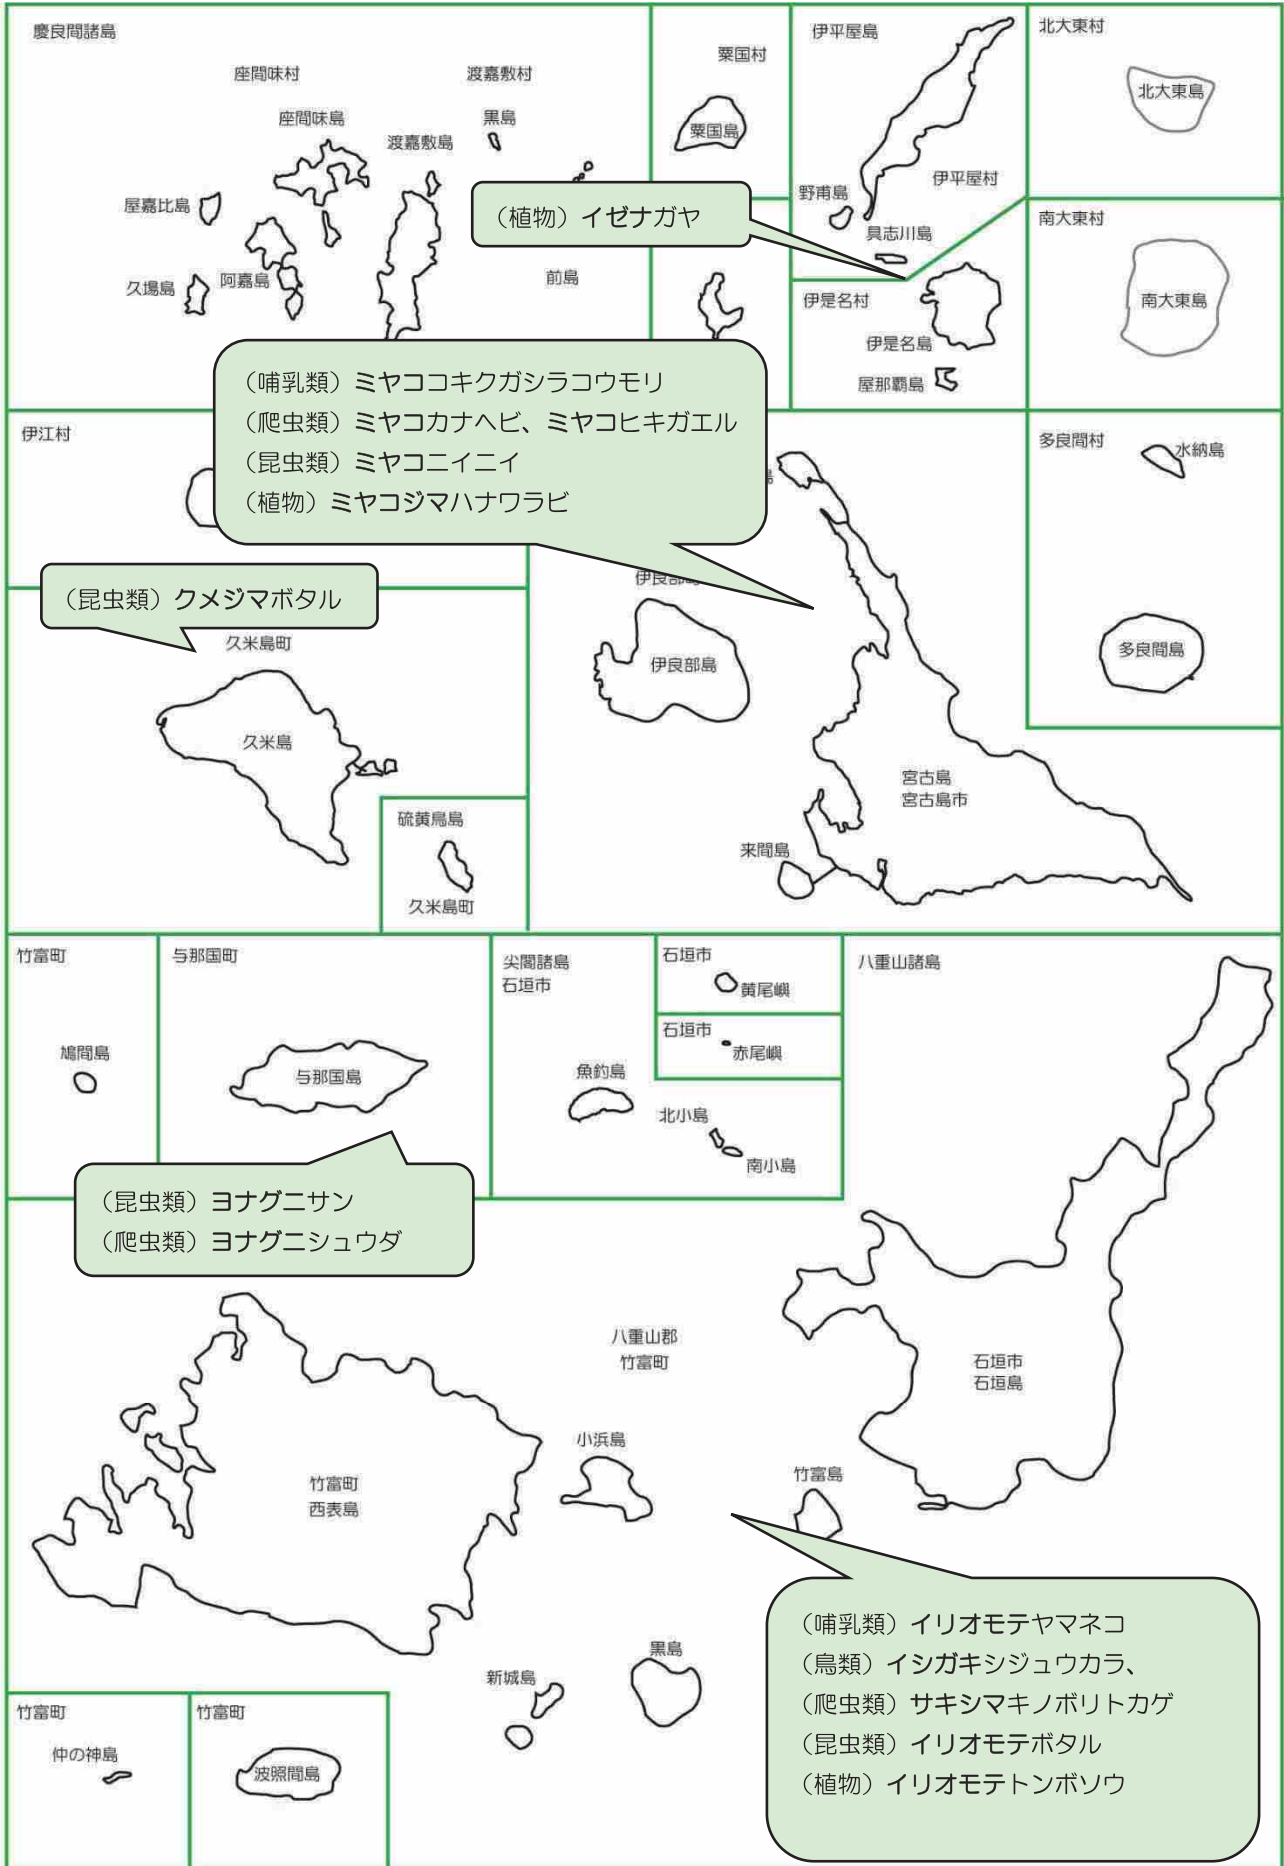 慶良間諸島
座間味村
渡嘉敷村
座間味島
渡嘉敷島
黒島
屋嘉比島
久場島
阿嘉島
前島
粟国村
粟国島
伊平屋島
野甫島
伊平屋村
具志川島
伊是名村
伊是名島
屋那覇島
北大東村
北大東島
南大東村
南大東島
(植物)イゼナガヤ
(哺乳類)ミヤココキクガシラコウモリ
(爬虫類)ミヤコカナヘビ、ミヤコヒキガエル
(昆虫類)ミヤコニイニイ
(植物)ミヤコジマハナワラビ
伊江村
(昆虫類)クメジマボタル
久米島町
久米島
硫黄鳥島
久米島町
伊良部島
伊良部島
宮古島
宮古島市
来間島
多良間村
水納島
多良間島
竹富町
鳩間島
与那国町
与那国島
(昆虫類)ヨナグニサン
(爬虫類)ヨナグニシュウダ
尖閣諸島
石垣市
魚釣島
石垣市
黄尾嶼
石垣市
赤尾嶼
北小島
南小島
八重山諸島
八重山郡
竹富町
石垣市
石垣島
竹富町
西表島
小浜島
竹富島
新城島
黒島
竹富町
仲の神島
竹富町
波照間島
(哺乳類)イリオモテヤマネコ
(鳥類)イシガキシジュウカラ、
(爬虫類)サキシマキノボリトカゲ
(昆虫類)イリオモテボタル
(植物)イリオモテトンボソウ